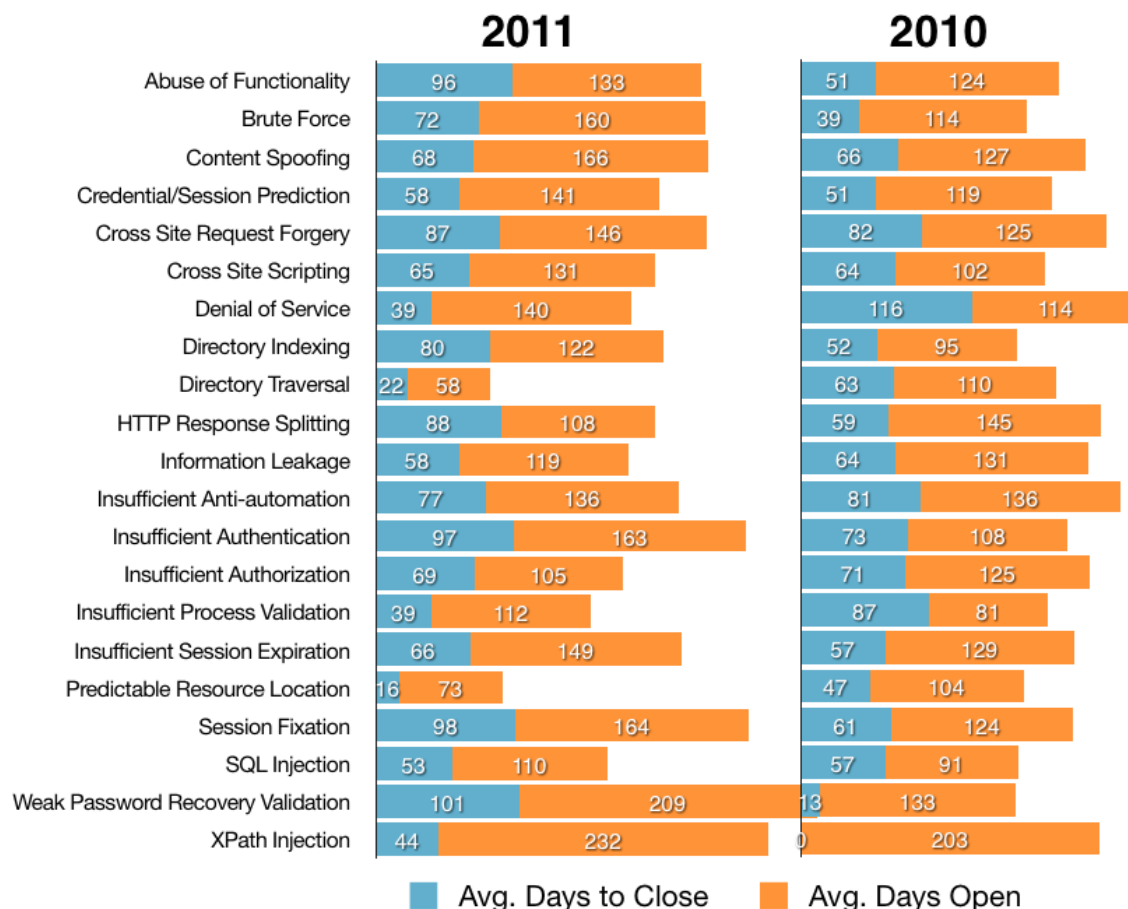 2011 2010
Abuse of Functionality 96 133 51 124
Brute Force 72 160 39 114
Content Spoofing 68 166 66 127
Credential/Session Prediction 58 141 51 119
Cross Site Request Forgery 87 146 82 125
Cross Site Scripting 65 131 64 102
Denial of Service 39 140 116 114
Directory Indexing 80 122 52 95
Directory Traversal 22 58 63 110
HTTP Response Splitting 88 108 59 145
Information Leakage 58 119 64 131
Insufficient Anti-automation 77 136 81 136
Insufficient Authentication 97 163 73 108
Insufficient Authorization 69 105 71 125
Insufficient Process Validation 39 112 87 81
Insufficient Session Expiration 66 149 57 129
Predictable Resource Location 16 73 47 104
Session Fixation 98 164 61 124
SQL Injection 53 110 57 91
Weak Password Recovery Validation 101 209 13 133
XPath Injection 44 232 0 203
Avg. Days to Close Avg. Days Open